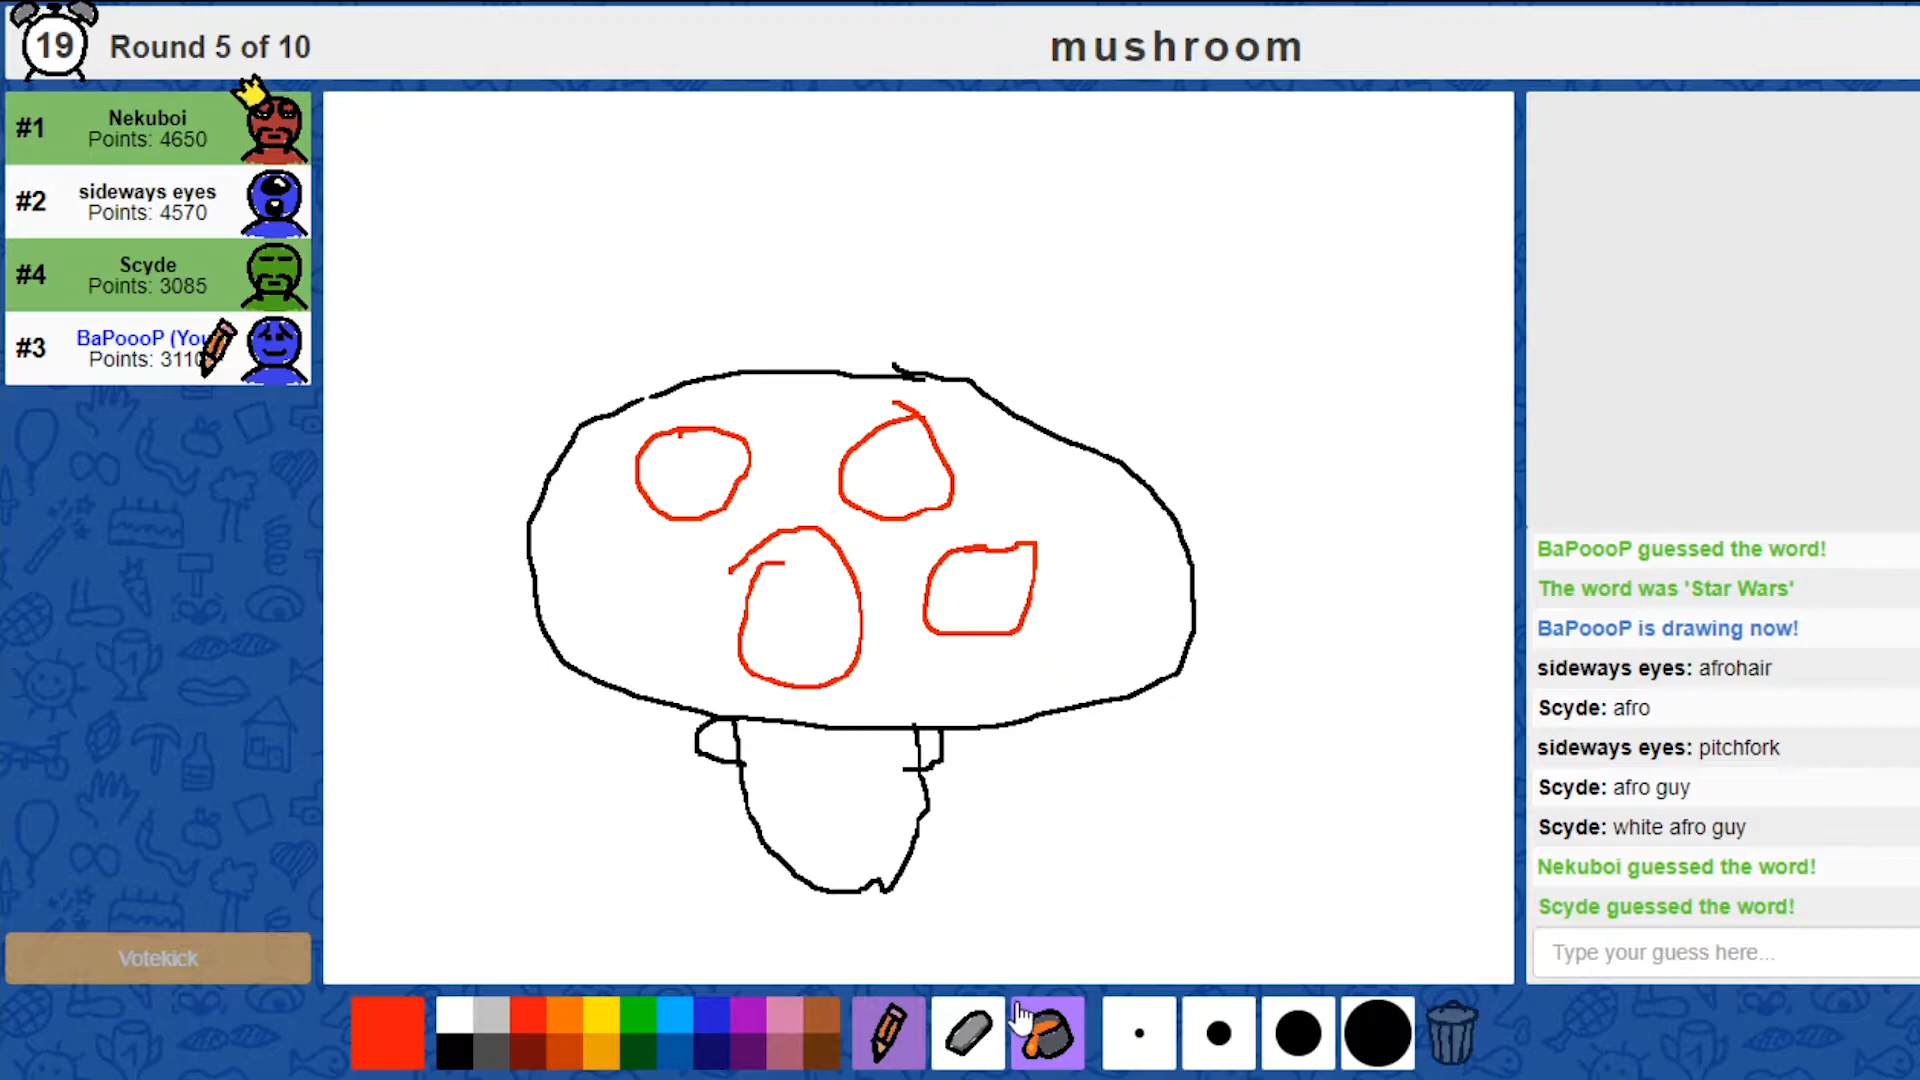 19
Round 5 of 10
mushroom
#1
Nekuboi
Points: 4650
#2
sideways eyes
Points: 4570
#4
Scyde
Points: 3085
#3
BaPoooP (You
Points: 3110
Votekick
BaPoooP guessed the word!
The word was 'Star Wars'
BaPoooP is drawing now!
sideways eyes: afrohair
Scyde: afro
sideways eyes: pitchfork
Scyde: afro guy
Scyde: white afro guy
Nekuboi guessed the word!
Scyde guessed the word!
Type your guess here...